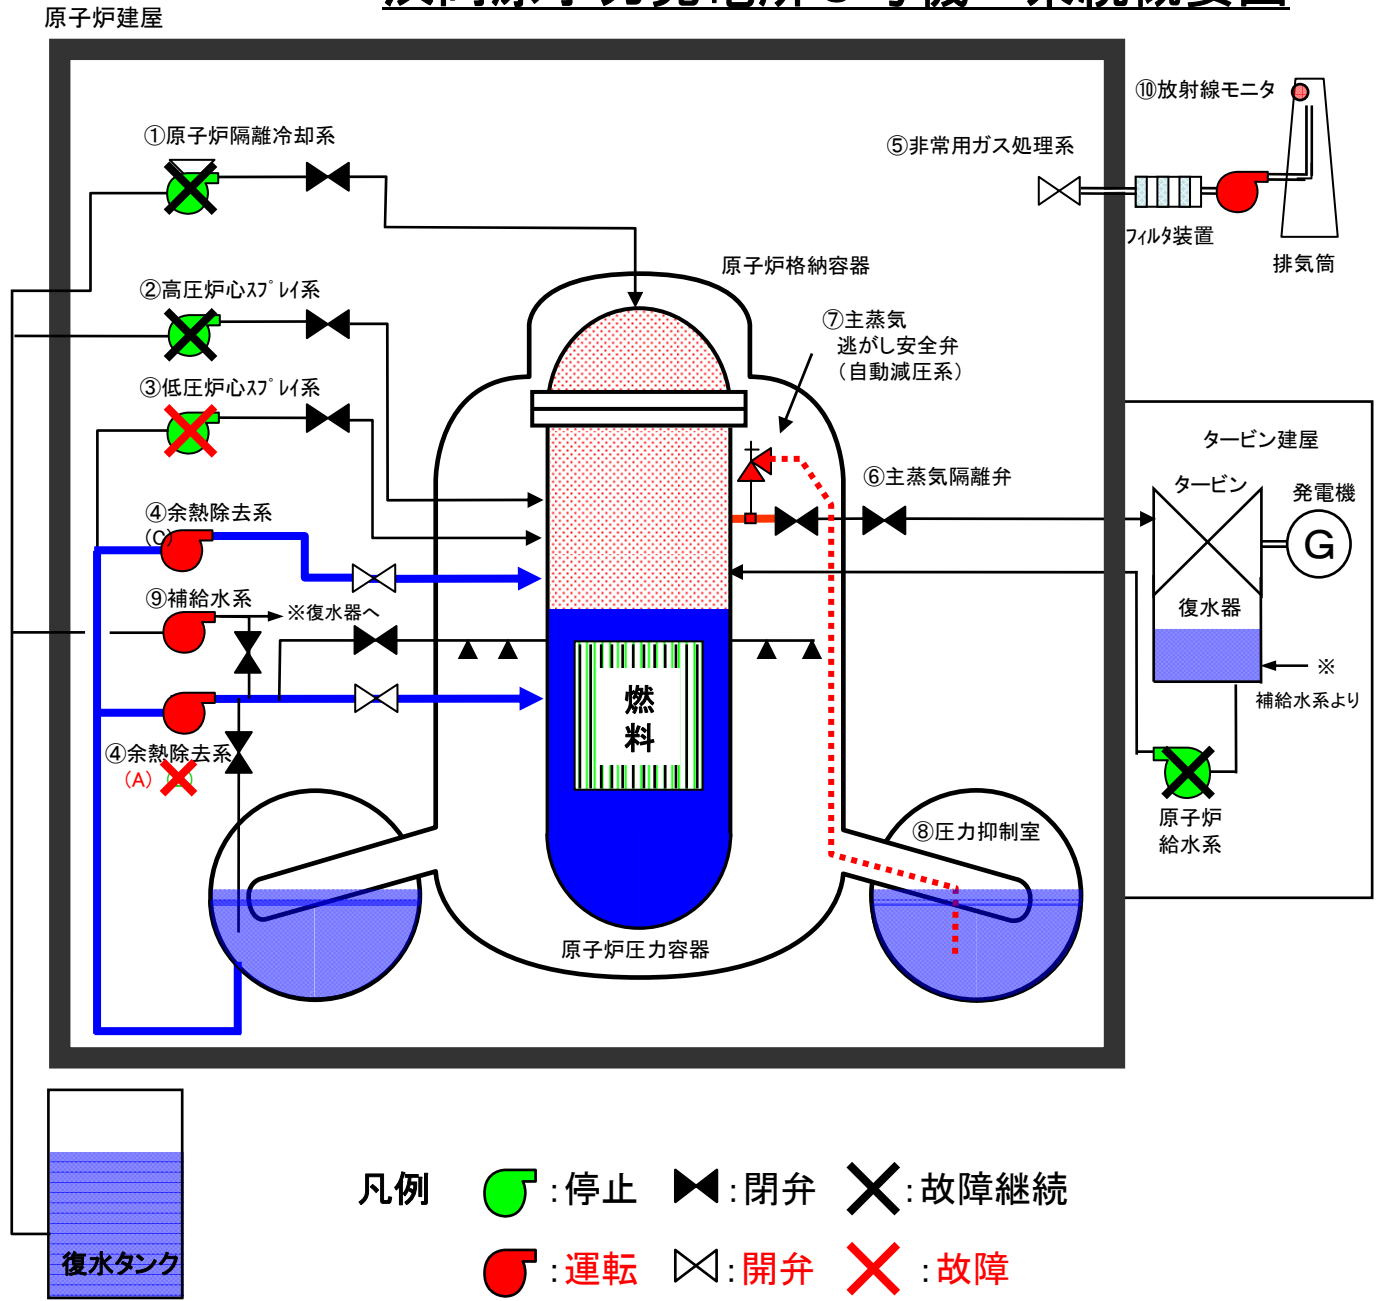 原子炉建屋
①原子炉隔離冷却系
⑩放射線モニタ
⑤非常用ガス処理系
フィルタ装置
排気筒
原子炉格納容器
②高圧炉心スプレイ系
⑦主蒸気
逃がし安全弁
(自動減圧系)
③低圧炉心スプレイ系
タービン建屋
⑥主蒸気隔離弁
タービン
発電機
G
④余熱除去系
(C)
⑨補給水系
※復水器へ
復水器
※
補給水系より
燃
料
④余熱除去系
(A)
原子炉
給水系
⑧圧力抑制室
原子炉圧力容器
復水タンク
凡例
:停止
:閉弁
:故障継続
:運転
:開弁
:故障